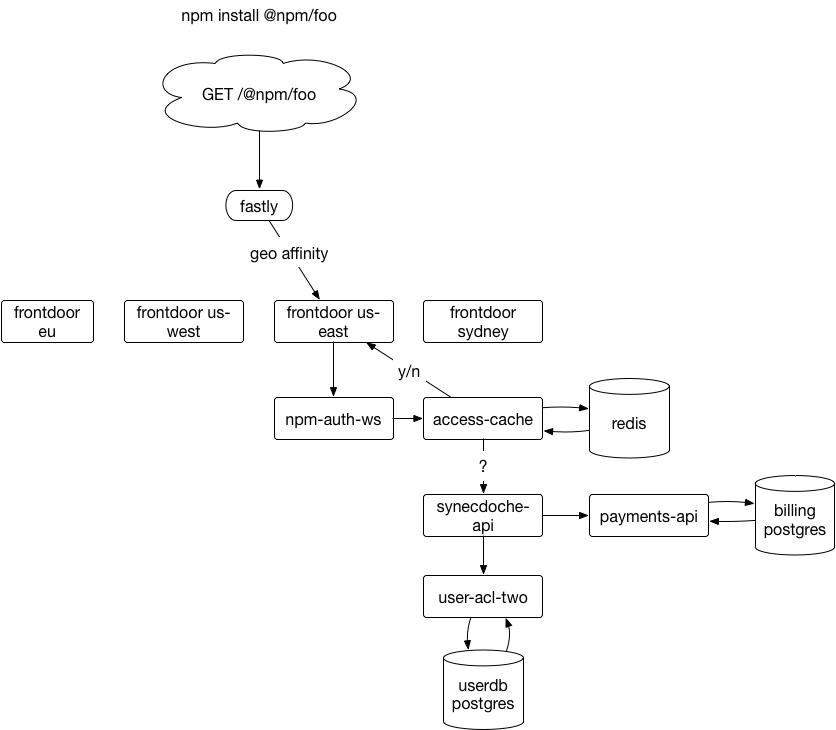 npm install @npm/foo
GET /@npm/foo
fastly
geo affinity
frontdoor
eu
frontdoor us-
west
frontdoor us-
east
frontdoor
sydney
y/n
npm-auth-ws
access-cache
redis
?
synecdoche-
api
payments-api
billing
postgres
user-acl-two
userdb
postgres